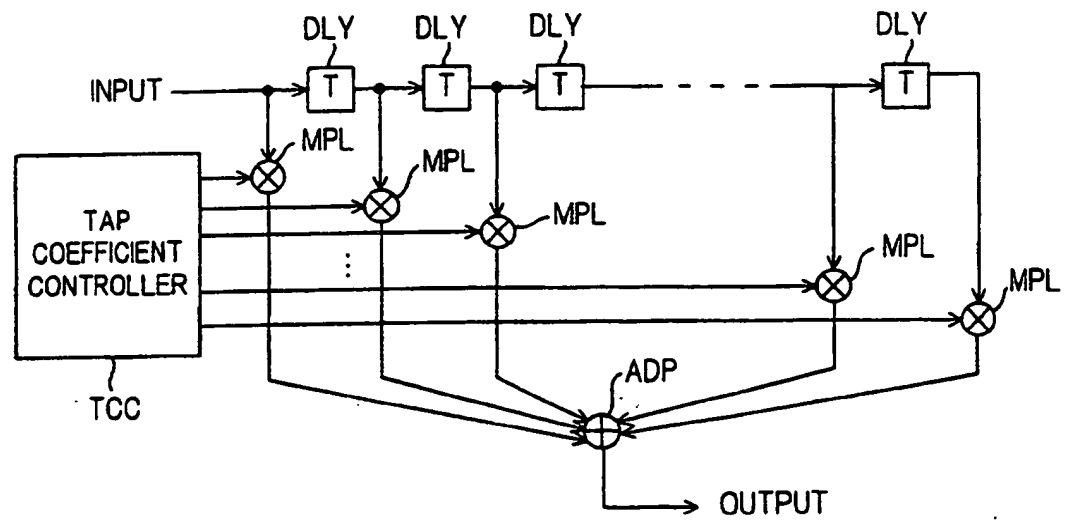 DLY DLY DLY DLY
INPUT T T T T
MPL
MPL
MPL
TAP
COEFFICIENT
CONTROLLER
MPL
MPL
TCC
ADP
OUTPUT